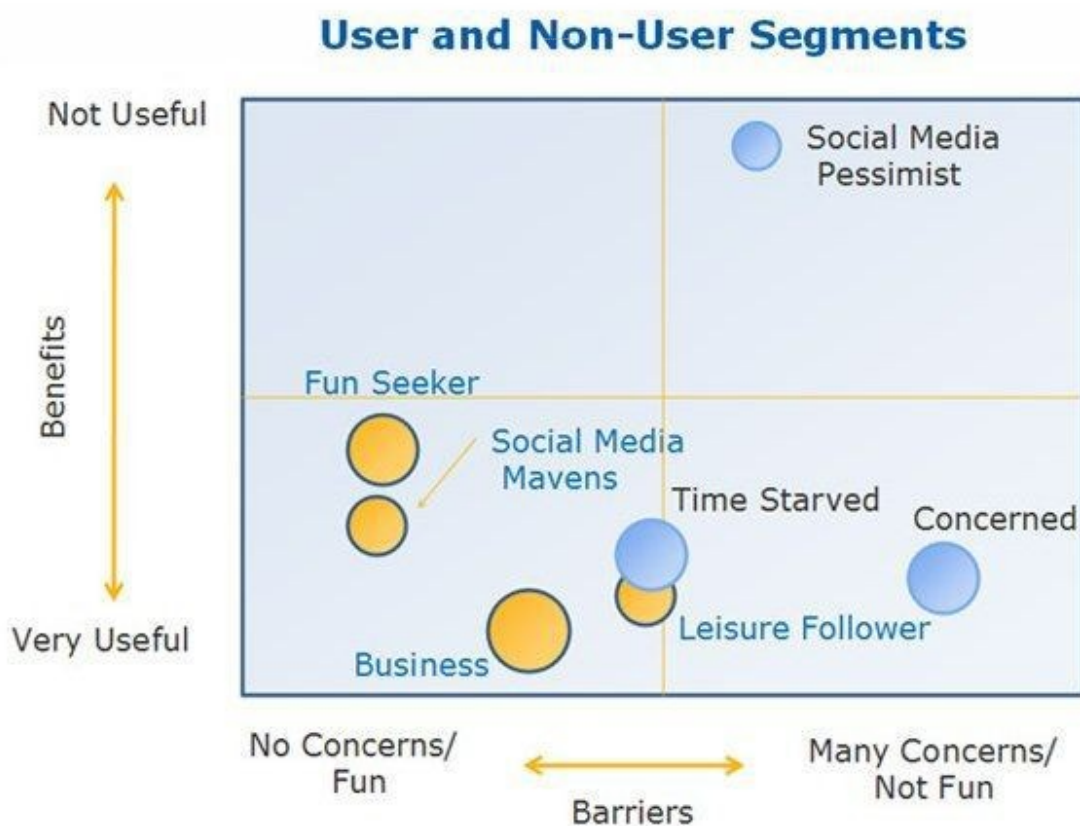 User and Non-User Segments
Not Useful
Social Media
Pessimist
Benefits
Fun Seeker
Social Media
Mavens
Time Starved
Concerned
Very Useful
Leisure Follower
Business
No Concerns/
Fun
Many Concerns/
Not Fun
Barriers